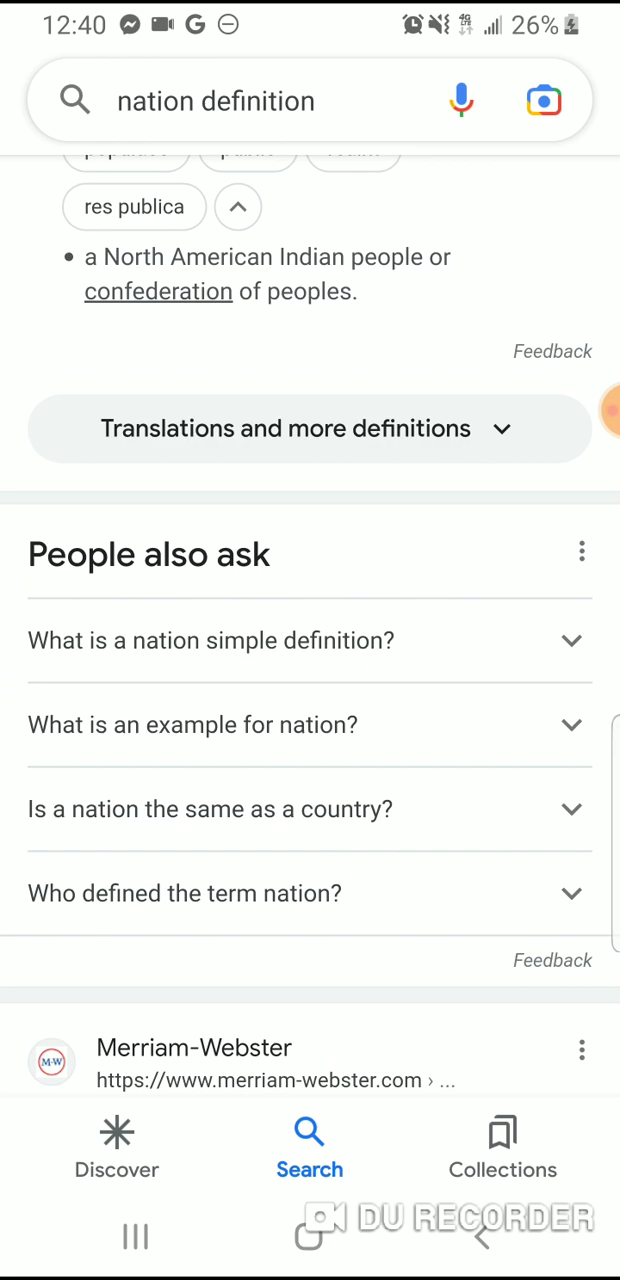 12:40
4G
26%
nation definition
res publica
a North American Indian people or
confederation of peoples.
Feedback
Translations and more definitions
People also ask
What is a nation simple definition?
What is an example for nation?
Is a nation the same as a country?
Who defined the term nation?
Feedback
M-W
Merriam-Webster
https://www.merriam-webster.com › ...
Discover
Search
Collections
DU RECORDER